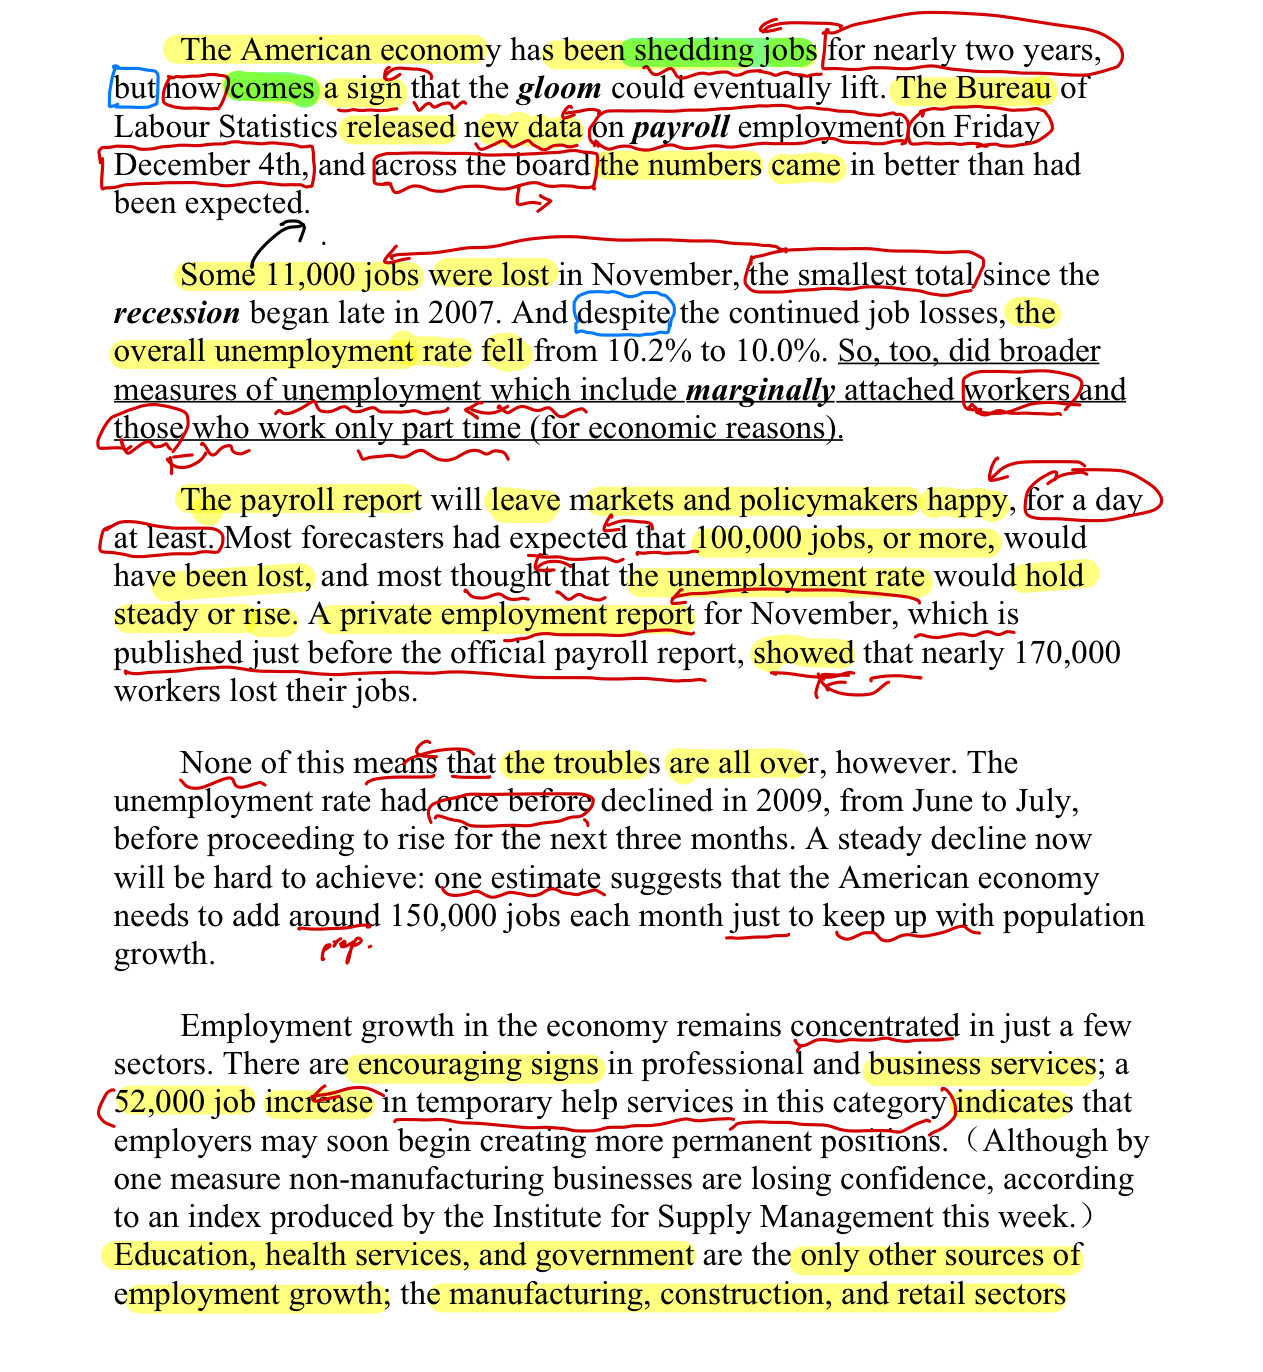 The American economy has been shedding jobs for nearly two years,
but now comes a sign that the gloom could eventually lift. The Bureau of
Labour Statistics released new data on payroll employment on Friday
December 4th, and across the board the numbers came in better than had
been expected.
.
Some 11,000 jobs were lost in November, the smallest total since the
recession began late in 2007. And despite the continued job losses, the
overall unemployment rate fell from 10.2% to 10.0%. So, too, did broader
measures of unemployment which include marginally attached workers and
those who work only part time (for economic reasons).
The payroll report will leave markets and policymakers happy, for a day
at least. Most forecasters had expected that 100,000 jobs, or more, would
have been lost, and most thought that the unemployment rate would hold
steady or rise. A private employment report for November, which is
published just before the official payroll report, showed that nearly 170,000
workers lost their jobs.
None of this means that the troubles are all over, however. The
unemployment rate had once before declined in 2009, from June to July,
before proceeding to rise for the next three months. A steady decline now
will be hard to achieve: one estimate suggests that the American economy
needs to add around 150,000 jobs each month just to keep up with population
prep.
growth.
Employment growth in the economy remains concentrated in just a few
sectors. There are encouraging signs in professional and business services; a
52,000 job increase in temporary help services in this category indicates that
employers may soon begin creating more permanent positions.（Although by
one measure non-manufacturing businesses are losing confidence, according
to an index produced by the Institute for Supply Management this week.）
Education, health services, and government are the only other sources of
employment growth; the manufacturing, construction, and retail sectors